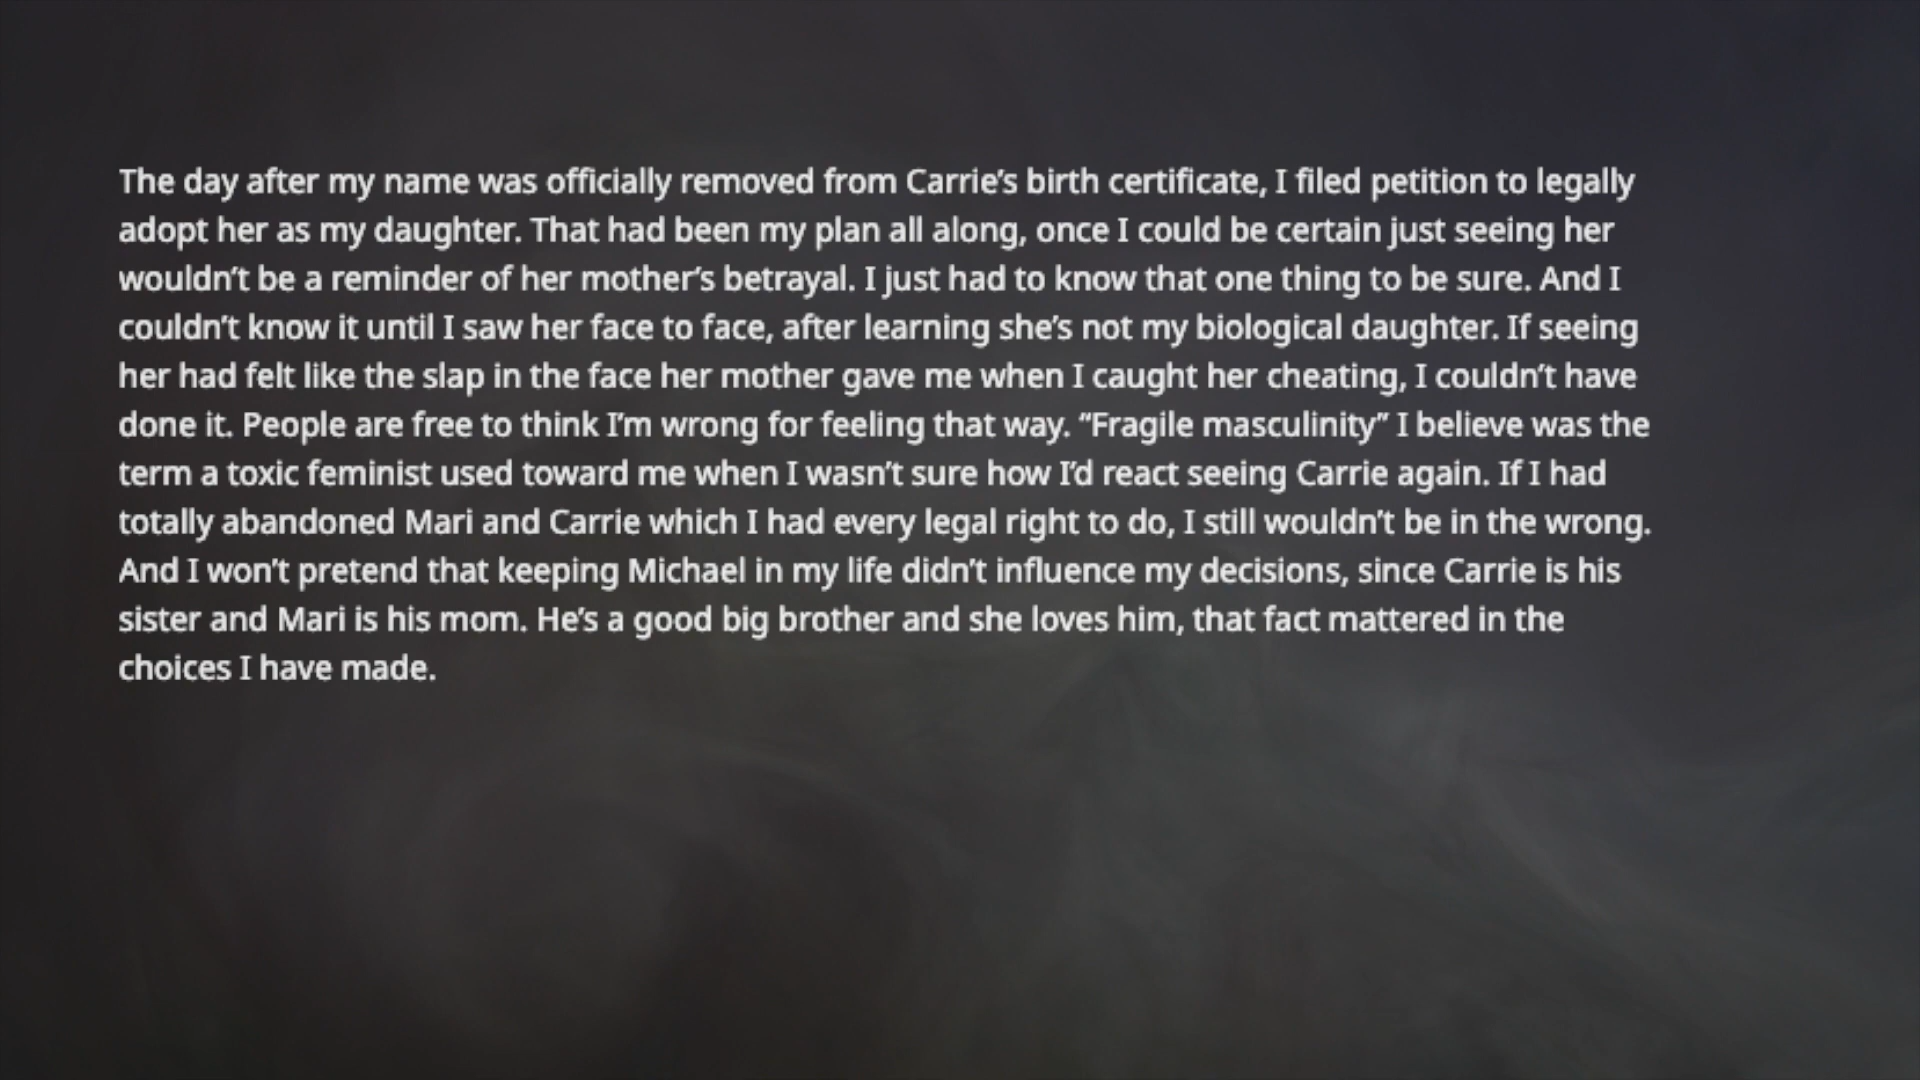 The day after my name was officially removed from Carrie’s birth certificate, I filed petition to legally
adopt her as my daughter. That had been my plan all along, once I could be certain just seeing her
wouldn’t be a reminder of her mother’s betrayal. I just had to know that one thing to be sure. And I
couldn’t know it until I saw her face to face, after learning she’s not my biological daughter. If seeing
her had felt like the slap in the face her mother gave me when I caught her cheating, I couldn’t have
done it. People are free to think I’m wrong for feeling that way. “Fragile masculinity” I believe was the
term a toxic feminist used toward me when I wasn’t sure how I’d react seeing Carrie again. If I had
totally abandoned Mari and Carrie which I had every legal right to do, I still wouldn’t be in the wrong.
And I won’t pretend that keeping Michael in my life didn’t influence my decisions, since Carrie is his
sister and Mari is his mom. He’s a good big brother and she loves him, that fact mattered in the
choices I have made.